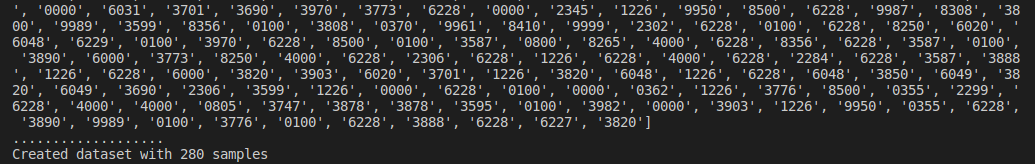 ', '0000', '6031', '3701', '3690', '3970', '3773', '6228', '0000', '2345', '1226', '9950', '8500', '6228', '9987', '8308', '38
00', '9989', '3599', '8356', '0100', '3808', '0370', '9961', '8410', '9999', '2302', '6228', '0100', '6228', '8250', '6020', '
6048', '6229', '0100', '3970', '6228', '8500', '0100', '3587', '0800', '8265', '4000', '6228', '8356', '6228', '3587', '0100',
'3890', '6000', '3773', '8250', '4000', '6228', '2306', '6228', '1226', '6228', '4000', '6228', '2284', '6228', '3587', '3888
', '1226', '6228', '6000', '3820', '3903', '6020', '3701', '1226', '3820', '6048', '1226', '6228', '6048', '3850', '6049', '38
20', '6049', '3690', '2306', '3599', '1226', '0000', '6228', '0100', '0000', '0362', '1226', '3776', '8500', '0355', '2299', '
6228', '4000', '4000', '0805', '3747', '3878', '3878', '3595', '0100', '3982', '0000', '3903', '1226', '9950', '0355', '6228',
'3890', '9989', '0100', '3776', '0100', '6228', '3888', '6228', '6227', '3820']
...................
Created dataset with 280 samples